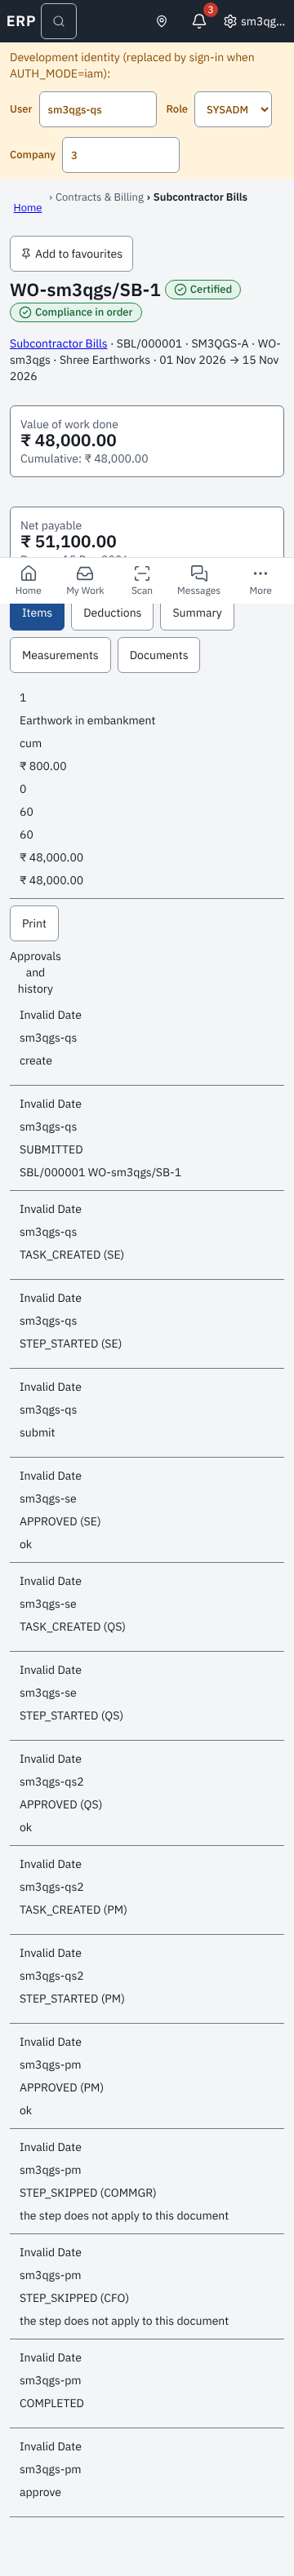 ERP
3
sm3qg...
Development identity (replaced by sign-in when
AUTH_MODE=iam):
User sm3qgs-qs Role SYSADM
Company 3
Home › Contracts & Billing › Subcontractor Bills
Add to favourites
WO-sm3qgs/SB-1 Certified
Compliance in order
Subcontractor Bills · SBL/000001 · SM3QGS-A · WO-
sm3qgs · Shree Earthworks · 01 Nov 2026 → 15 Nov
2026
Value of work done
₹ 48,000.00
Cumulative: ₹ 48,000.00
Net payable
₹ 51,100.00
Home My Work Scan Messages More
Items Deductions Summary
Measurements Documents
1
Earthwork in embankment
cum
₹ 800.00
0
60
60
₹ 48,000.00
₹ 48,000.00
Print
Approvals
and
history
Invalid Date
sm3qgs-qs
create
Invalid Date
sm3qgs-qs
SUBMITTED
SBL/000001 WO-sm3qgs/SB-1
Invalid Date
sm3qgs-qs
TASK_CREATED (SE)
Invalid Date
sm3qgs-qs
STEP_STARTED (SE)
Invalid Date
sm3qgs-qs
submit
Invalid Date
sm3qgs-se
APPROVED (SE)
ok
Invalid Date
sm3qgs-se
TASK_CREATED (QS)
Invalid Date
sm3qgs-se
STEP_STARTED (QS)
Invalid Date
sm3qgs-qs2
APPROVED (QS)
ok
Invalid Date
sm3qgs-qs2
TASK_CREATED (PM)
Invalid Date
sm3qgs-qs2
STEP_STARTED (PM)
Invalid Date
sm3qgs-pm
APPROVED (PM)
ok
Invalid Date
sm3qgs-pm
STEP_SKIPPED (COMMGR)
the step does not apply to this document
Invalid Date
sm3qgs-pm
STEP_SKIPPED (CFO)
the step does not apply to this document
Invalid Date
sm3qgs-pm
COMPLETED
Invalid Date
sm3qgs-pm
approve